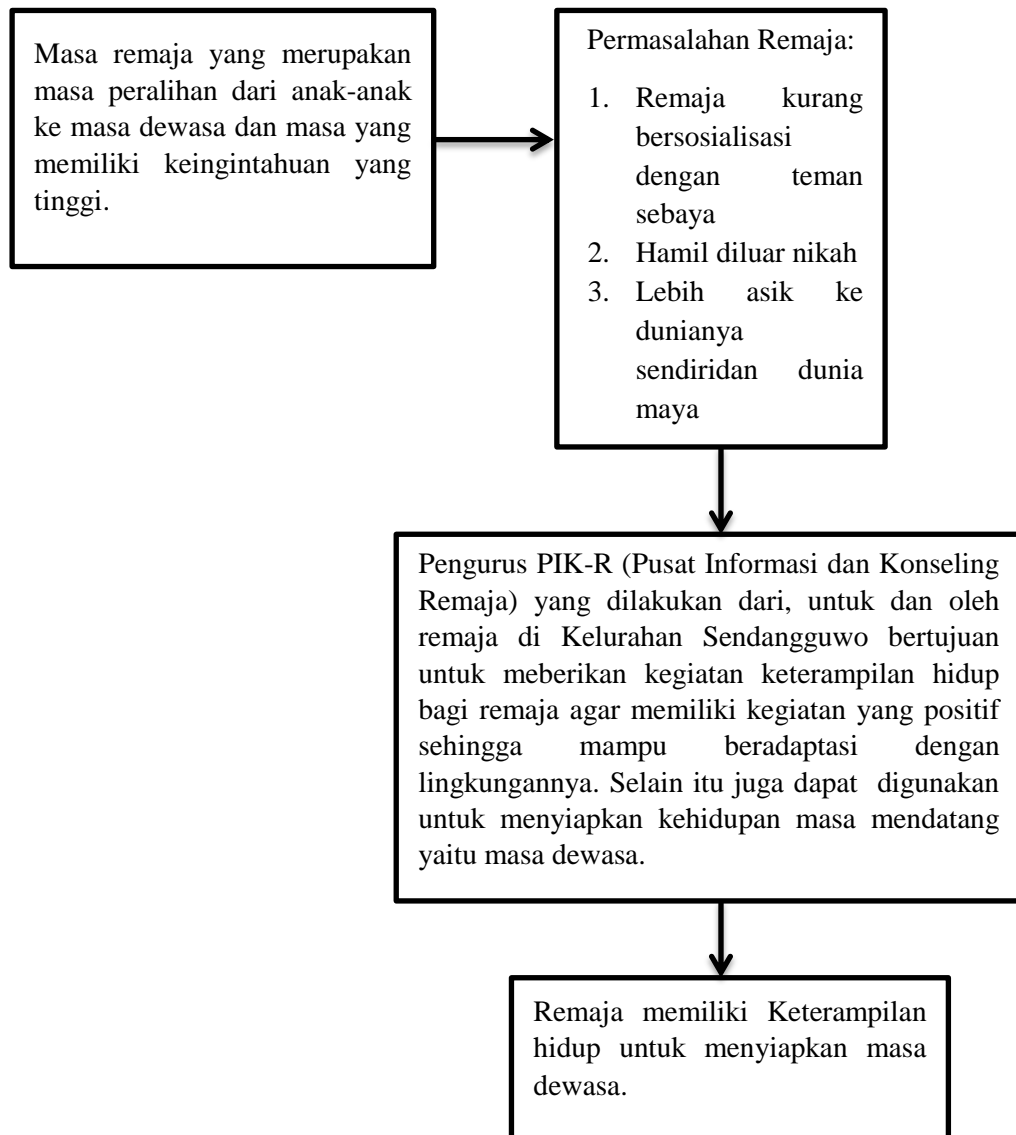 Masa remaja yang merupakan
masa peralihan dari anak-anak
ke masa dewasa dan masa yang
memiliki keingintahuan yang
tinggi.
Permasalahan Remaja:
1. Remaja kurang
bersosialisasi
dengan teman
sebaya
2. Hamil diluar nikah
3. Lebih asik ke
dunianya
sendiridan dunia
maya
Pengurus PIK-R (Pusat Informasi dan Konseling
Remaja) yang dilakukan dari, untuk dan oleh
remaja di Kelurahan Sendangguwo bertujuan
untuk meberikan kegiatan keterampilan hidup
bagi remaja agar memiliki kegiatan yang positif
sehingga mampu beradaptasi dengan
lingkungannya. Selain itu juga dapat digunakan
untuk menyiapkan kehidupan masa mendatang
yaitu masa dewasa.
Remaja memiliki Keterampilan
hidup untuk menyiapkan masa
dewasa.